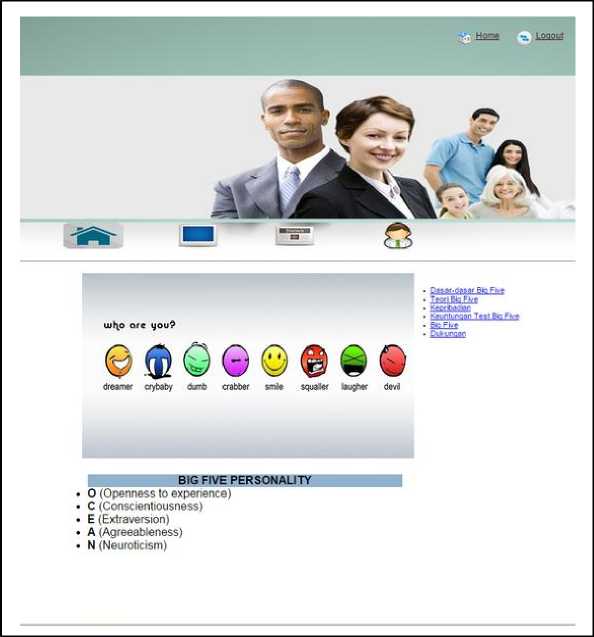 Home Logout
Dasar-dasar Big Five
Teori Big Five
Kepribadian
Keuntungan Test Big Five
Big Five
Dukungan
who are you?
dreamer crybaby dumb crabber smile squaller laugher devil
BIG FIVE PERSONALITY
O (Openness to experience)
C (Conscientiousness)
E (Extraversion)
A (Agreeableness)
N (Neuroticism)